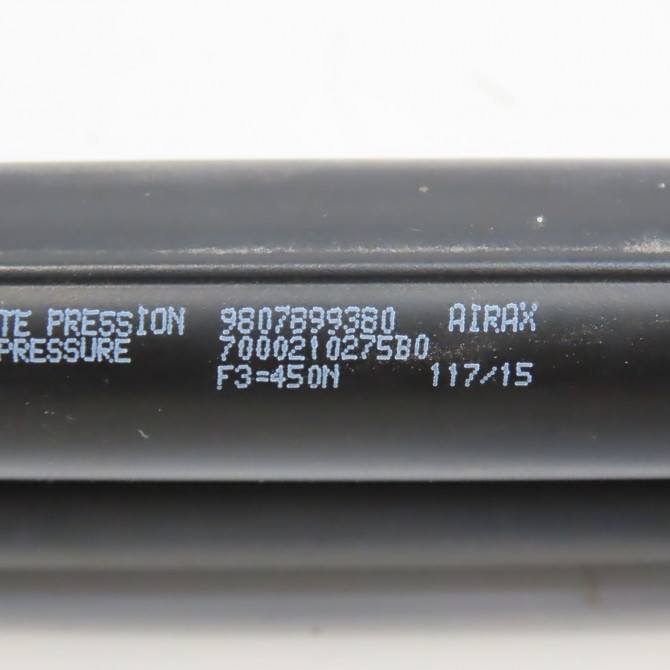 TE PRESSION 9807899380 AIRAX
PRESSURE 7000210275B0
F3=450N 117/15